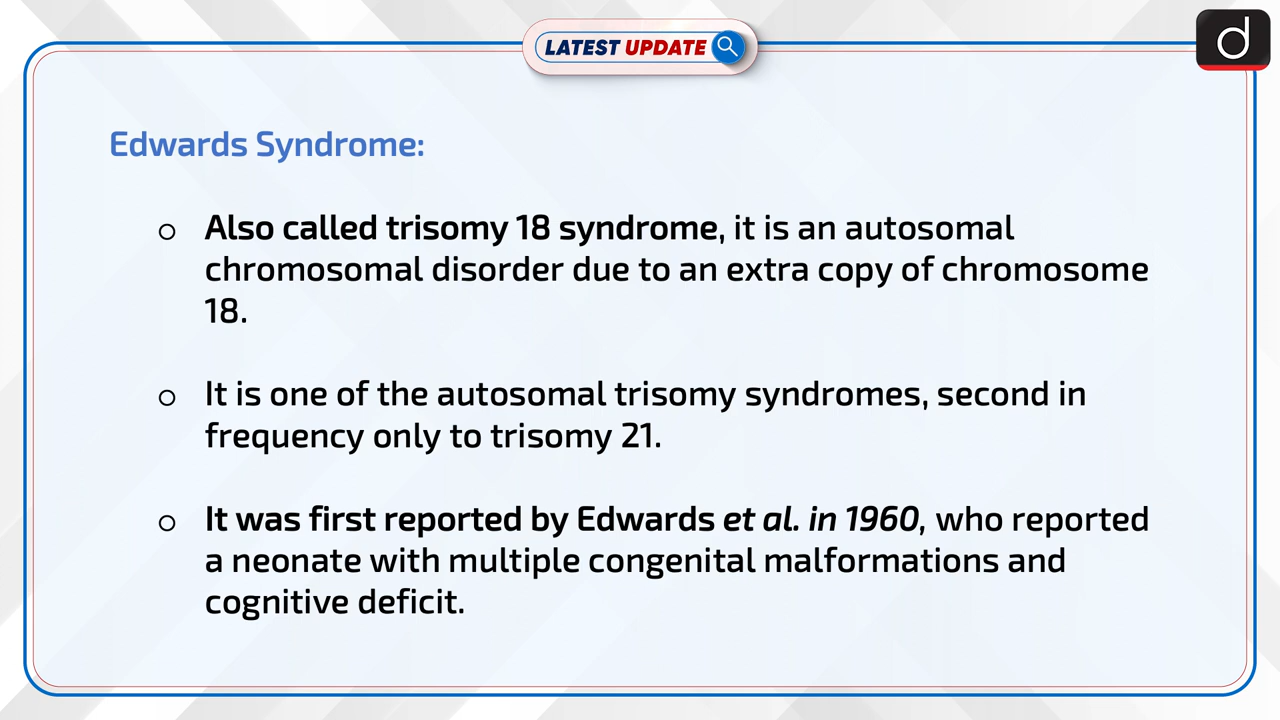 LATEST UPDATE
d
Edwards Syndrome:
o Also called trisomy 18 syndrome, it is an autosomal
chromosomal disorder due to an extra copy of chromosome
18.
o It is one of the autosomal trisomy syndromes, second in
frequency only to trisomy 21.
o It was first reported by Edwards et al. in 1960, who reported
a neonate with multiple congenital malformations and
cognitive deficit.